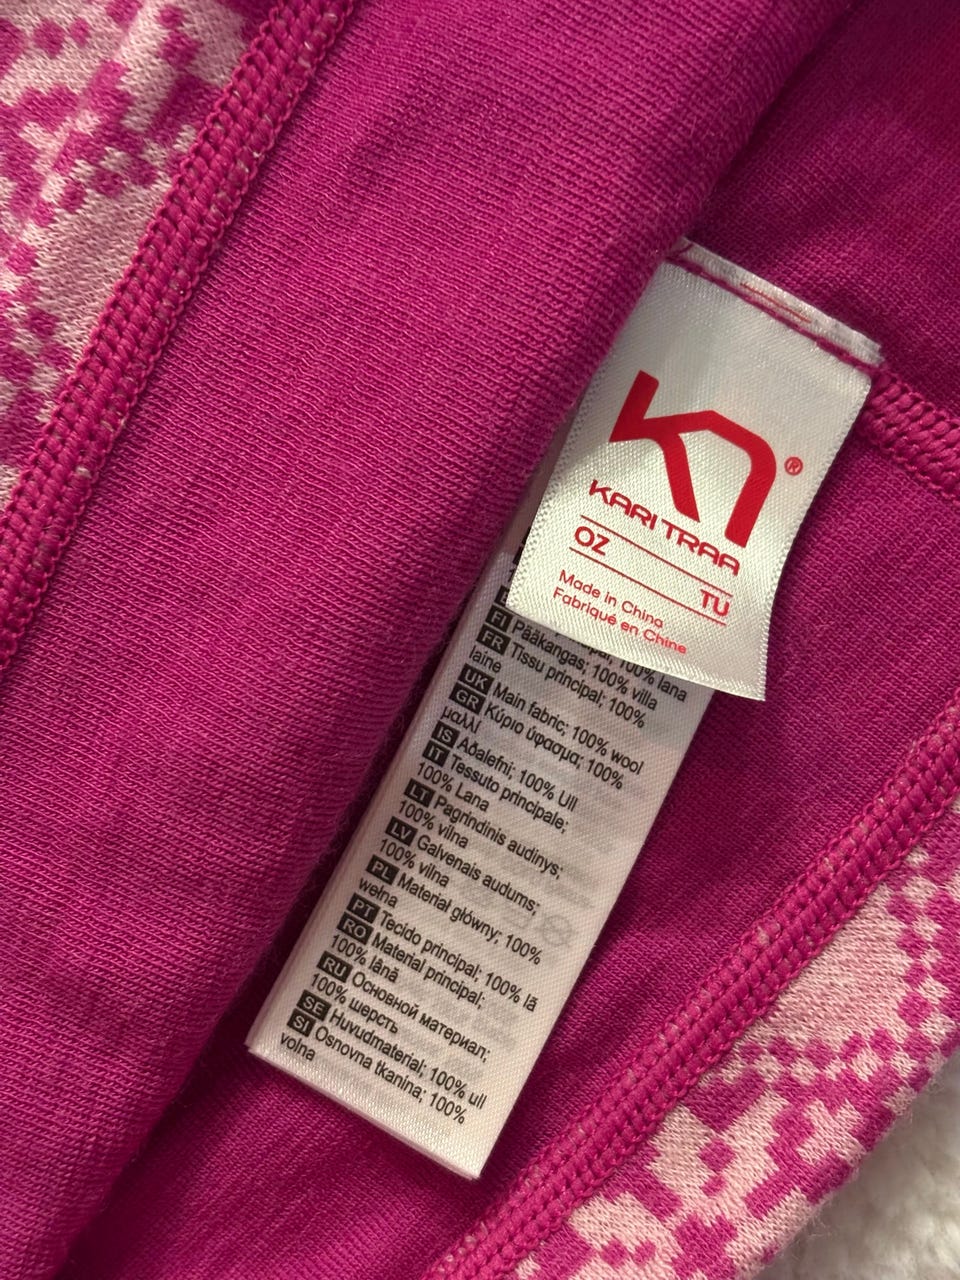 ®
KARI TRAA
OZ
TU
Made in China
Fabriqué en Chine
100% lana
FI Pääkangas; 100% villa
FR Tissu principal; 100%
laine
UK Main fabric; 100% wool
GR Κύριο ύφασμα; 100%
μαλλί
IS Aðalefni; 100% Ull
IT Tessuto principale;
100% Lana
LT Pagrindinis audinys;
100% vilna
LV Galvenais audums;
100% vilna
PL Materiał główny; 100%
wełna
PT Tecido principal; 100% lã
RO Material principal;
100% lână
RU Основной материал;
100% шерсть
SE Huvudmaterial; 100% ull
SI Osnovna tkanina; 100%
volna